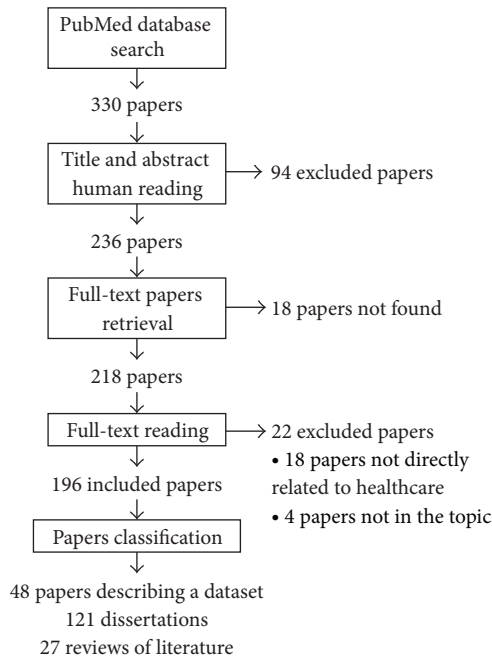 PubMed database
search
330 papers
Title and abstract
human reading
94 excluded papers
236 papers
Full-text papers
retrieval
18 papers not found
218 papers
Full-text reading
22 excluded papers
• 18 papers not directly
related to healthcare
• 4 papers not in the topic
196 included papers
Papers classification
48 papers describing a dataset
121 dissertations
27 reviews of literature